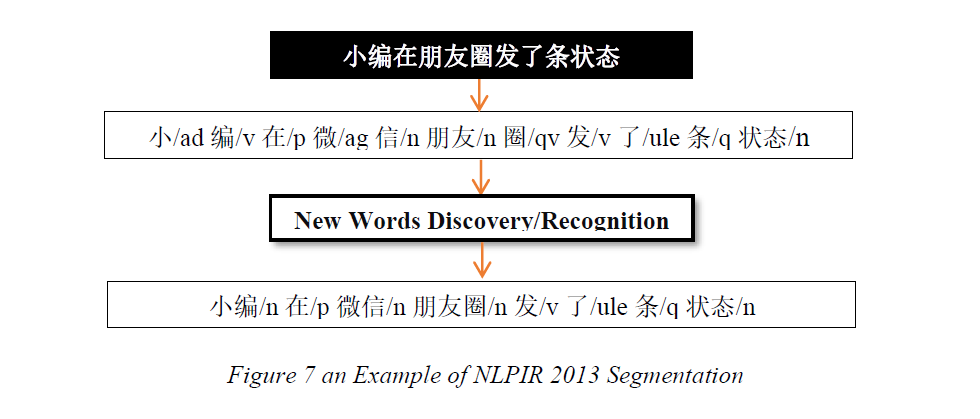 小编在朋友圈发了条状态
小/ad 编/v 在/p 微/ag 信/n 朋友/n 圈/qv 发/v 了/ule 条/q 状态/n
New Words Discovery/Recognition
小编/n 在/p 微信/n 朋友圈/n 发/v 了/ule 条/q 状态/n
Figure 7 an Example of NLPIR 2013 Segmentation